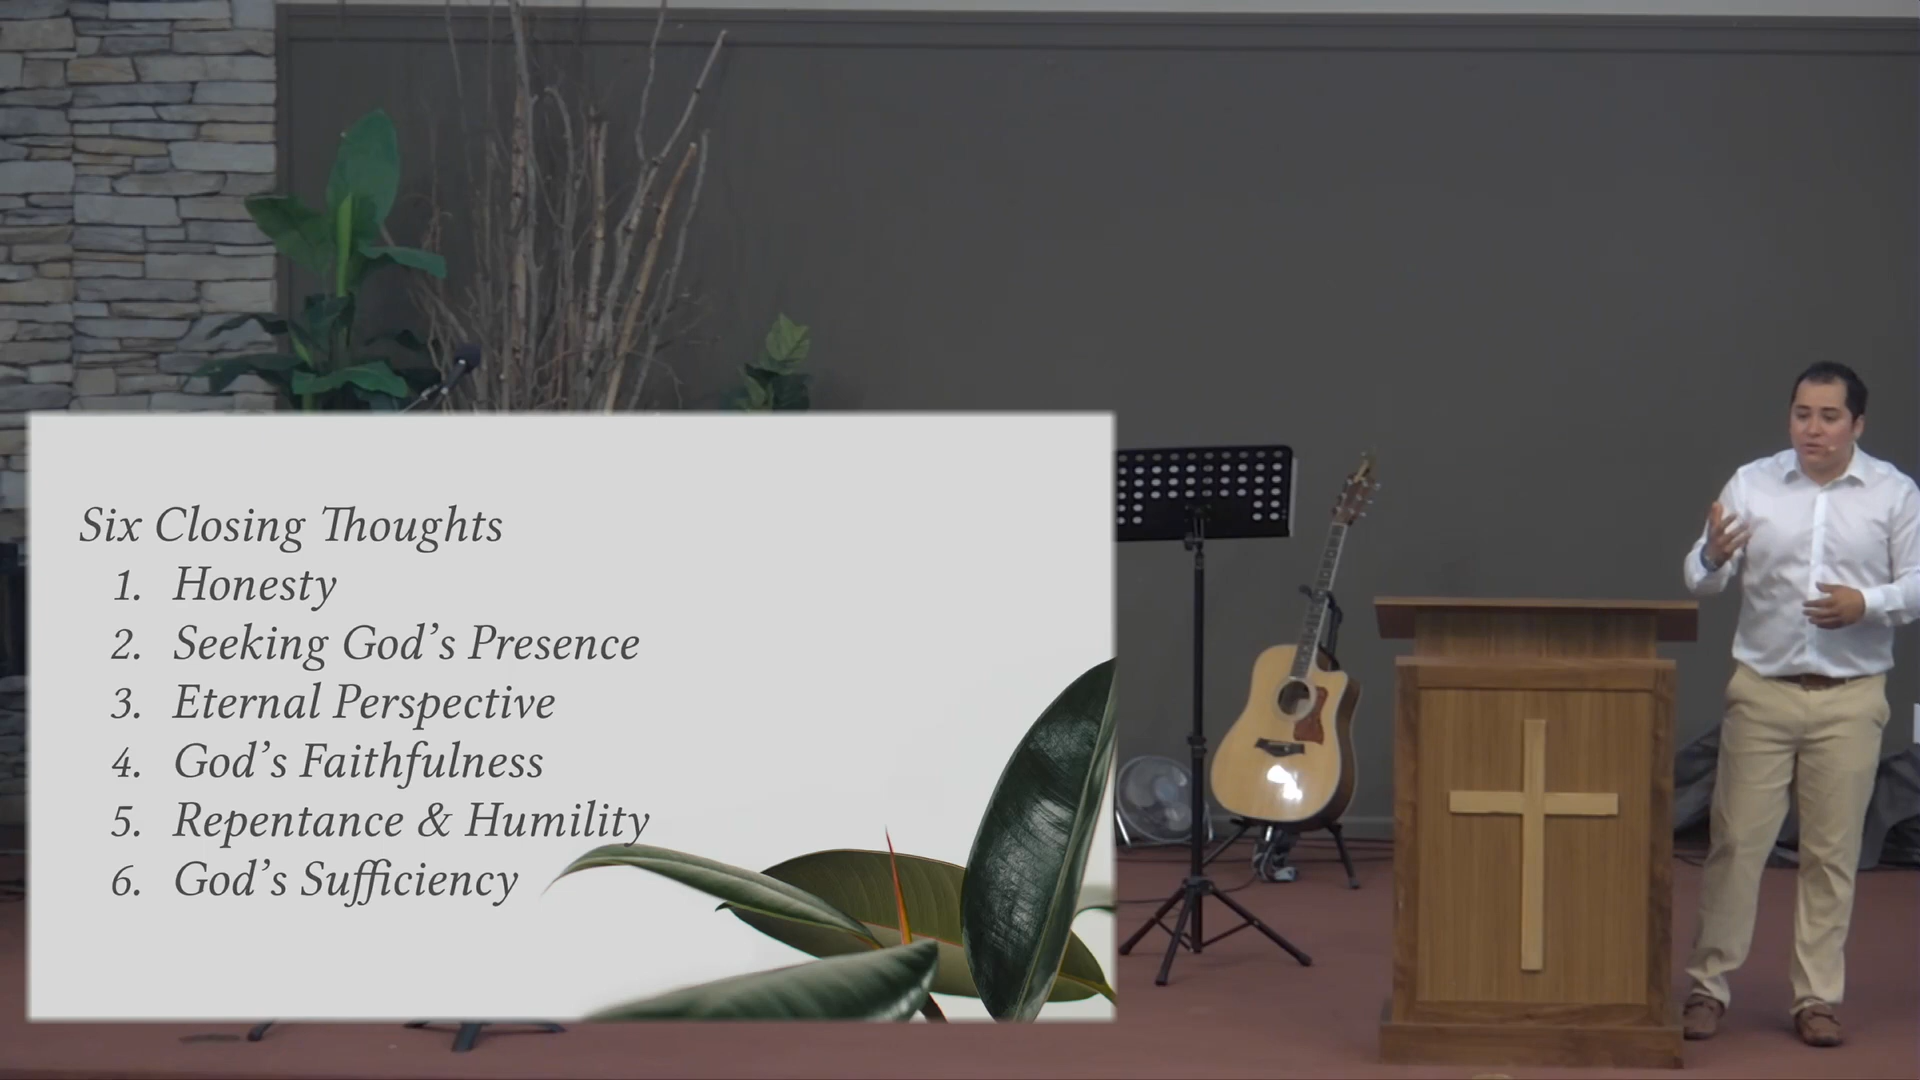 Six Closing Thoughts
1. Honesty
2. Seeking God's Presence
3. Eternal Perspective
4. God's Faithfulness
5. Repentance & Humility
6. God's Sufficiency